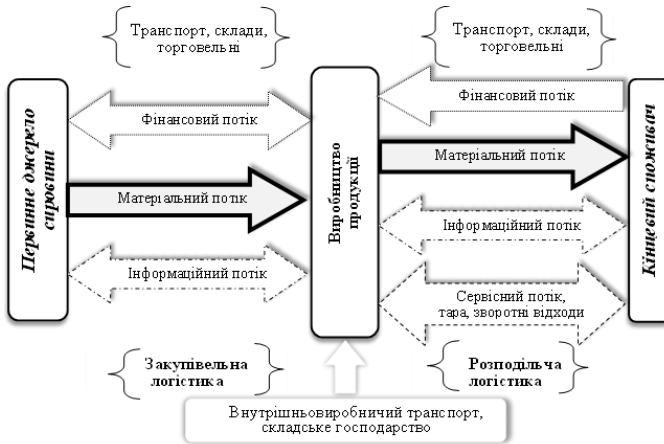 Транспорт, склади,
торговельні
Транспорт, склади,
торговельні
Первинне джерело
сировини
Фінансовий потік
Матеріальний потік
Інформаційний потік
Виробництво
продукції
Фінансовий потік
Матеріальний потік
Інформаційний потік
Сервісний потік,
тара, зворотні відходи
Кінцевий споживач
Закупівельна
логістика
Розподільча
логістика
Внутрішньовиробничий транспорт,
складське господарство